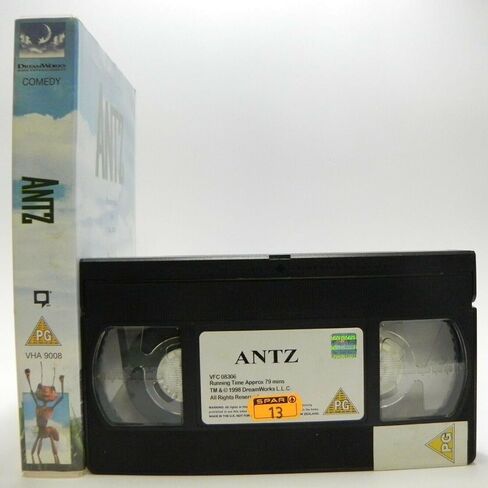 DREAMWORKS
COMEDY
ANTZ
ANTZ
PG
VHA 9008
ANTZ
VFC 08306
Running Time Approx 79 mins
TM & © 1998 DreamWorks L.L.C
All Rights Reserv
SPAR
13
PG
PG